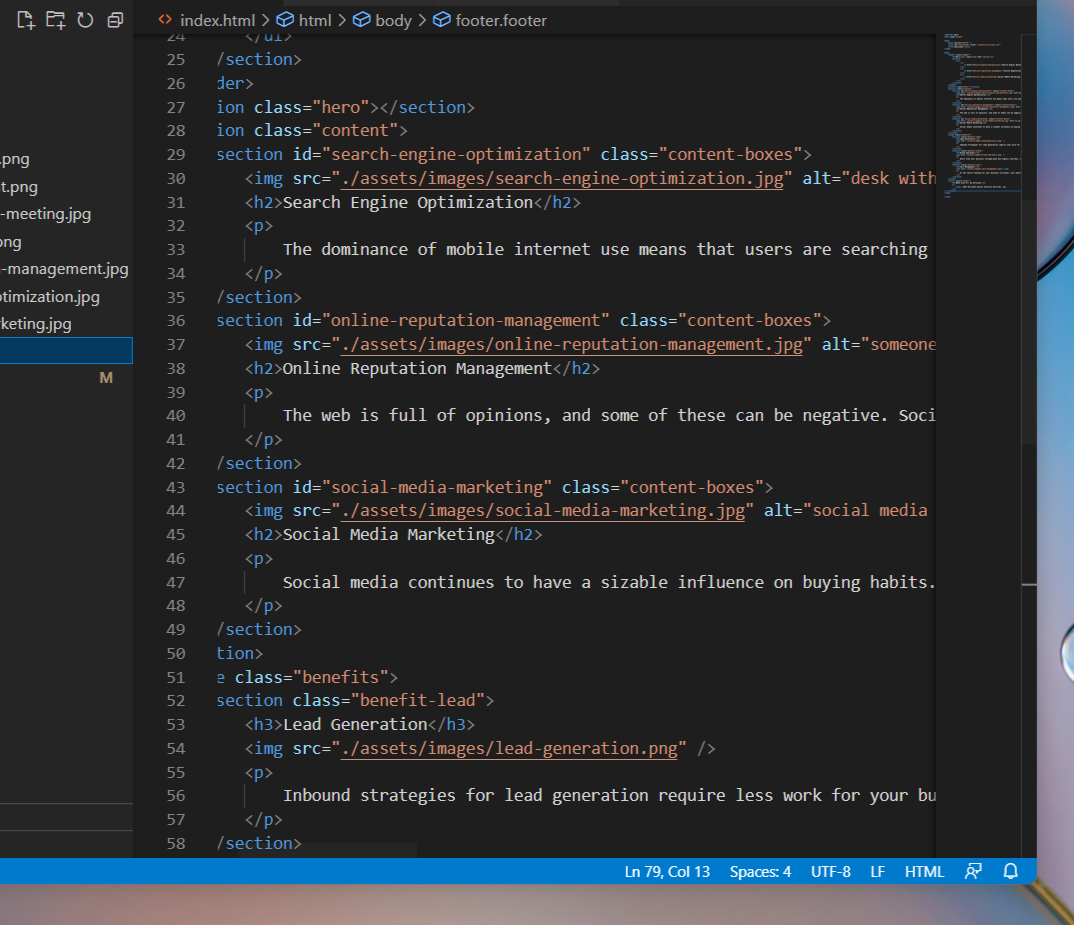 index.html > html > body > footer.footer
24 </ul>
25 /section>
26 der>
27 ion class="hero"></section>
28 ion class="content">
29 section id="search-engine-optimization" class="content-boxes">
30 <img src="./assets/images/search-engine-optimization.jpg" alt="desk with
31 <h2>Search Engine Optimization</h2>
32 <p>
33 The dominance of mobile internet use means that users are searching
34 </p>
35 /section>
36 section id="online-reputation-management" class="content-boxes">
37 <img src="./assets/images/online-reputation-management.jpg" alt="someone
38 <h2>Online Reputation Management</h2>
39 <p>
40 The web is full of opinions, and some of these can be negative. Soci
41 </p>
42 /section>
43 section id="social-media-marketing" class="content-boxes">
44 <img src="./assets/images/social-media-marketing.jpg" alt="social media
45 <h2>Social Media Marketing</h2>
46 <p>
47 Social media continues to have a sizable influence on buying habits.
48 </p>
49 /section>
50 tion>
51 e class="benefits">
52 section class="benefit-lead">
53 <h3>Lead Generation</h3>
54 <img src="./assets/images/lead-generation.png" />
55 <p>
56 Inbound strategies for lead generation require less work for your bu
57 </p>
58 /section>
.png
t.png
-meeting.jpg
png
-management.jpg
timization.jpg
keting.jpg
M
Ln 79, Col 13 Spaces: 4 UTF-8 LF HTML